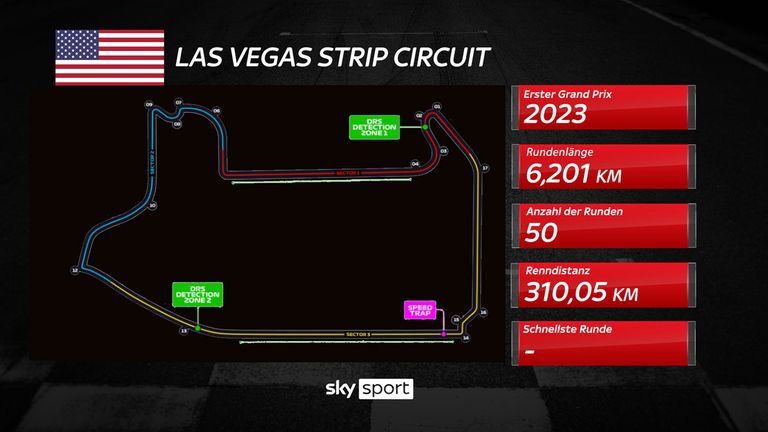 LAS VEGAS STRIP CIRCUIT
Erster Grand Prix
2023
Rundenlänge
6,201 KM
Anzahl der Runden
50
Renndistanz
310,05 KM
Schnellste Runde
-
09
07
08
06
DRS
DETECTION
ZONE 1
02
01
03
04
17
SECTOR 1
SECTOR 2
10
12
DRS
DETECTION
ZONE 2
13
SPEED
TRAP
SECTOR 3
15
16
14
sky sport